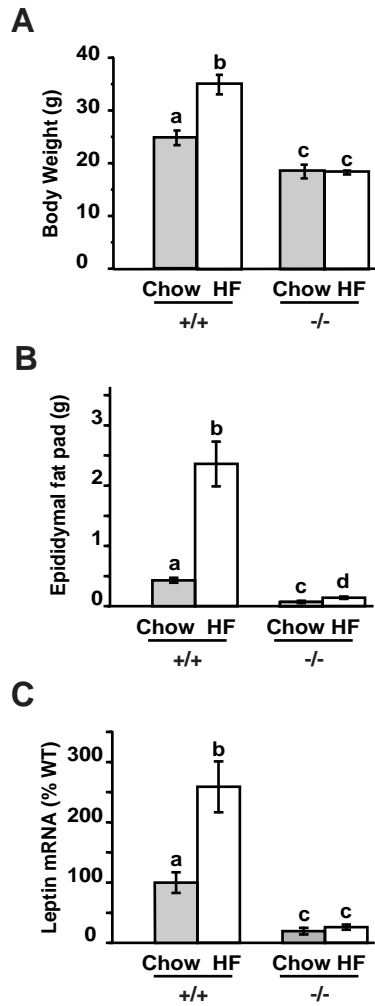 A
Body Weight (g)
40
30
20
10
0
a
b
c
c
Chow HF
Chow HF
+/+
-/-
B
Epididymal fat pad (g)
3
2
1
0
a
b
c
d
Chow HF
Chow HF
+/+
-/-
C
Leptin mRNA (% WT)
300
200
100
0
a
b
c
c
Chow HF
Chow HF
+/+
-/-